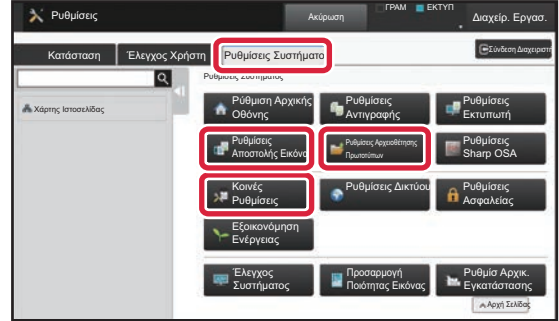 Ρυθμίσεις
Ακύρωση
ΓΡΑΜ
ΕΚΤΥΠ
Διαχείρ. Εργασ.
Κατάσταση
Έλεγχος Χρήστη
Ρυθμίσεις Συστήματο
Σύνδεση Διαχειριστή
Ρυθμίσεις Συστήματος
Χάρτης Ιστοσελίδας
Ρύθμιση Αρχικής
Οθόνης
Ρυθμίσεις
Αντιγραφής
Ρυθμίσεις
Εκτυπωτή
Ρυθμίσεις
Αποστολής Εικόνα
Ρυθμίσεις Αρχειοθέτησης
Πρωτοτύπων
Ρυθμίσεις
Sharp OSA
Κοινές
Ρυθμίσεις
Ρυθμίσεις Δικτύου
Ρυθμίσεις
Ασφαλείας
Εξοικονόμηση
Ενέργειας
Έλεγχος
Συστήματος
Προσαρμογή
Ποιότητας Εικόνας
Ρυθμίσ Αρχικ.
Εγκατάστασης
Αρχή Σελίδας